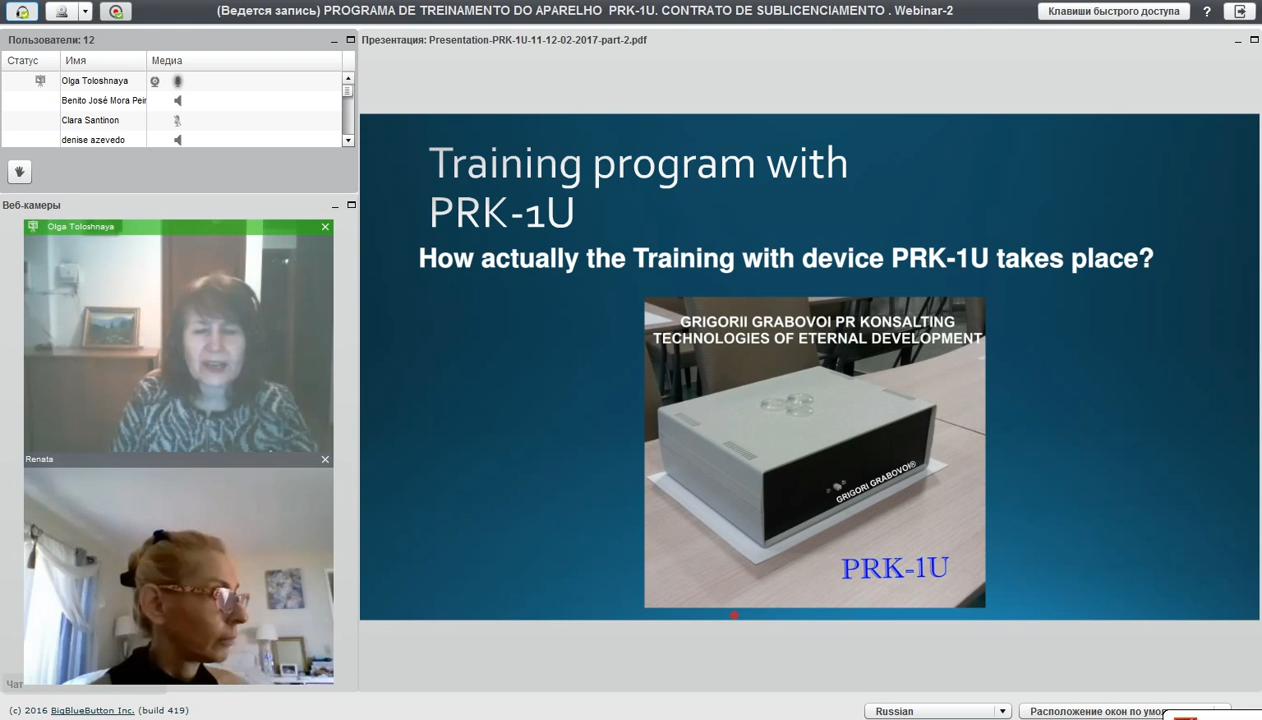 (Ведется запись) PROGRAMA DE TREINAMENTO DO APARELHO PRK-1U. CONTRATO DE SUBLICENCIAMENTO . Webinar-2
Клавиши быстрого доступа
?
Пользователи: 12
Статус Имя Медиа
Olga Toloshnaya
Benito José Mora Peir
Clara Santinon
denise azevedo
Веб-камеры
Olga Toloshnaya
Renata
Чат
Презентация: Presentation-PRK-1U-11-12-02-2017-part-2.pdf
Training program with
PRK-1U
How actually the Training with device PRK-1U takes place?
GRIGORII GRABOVOI PR KONSALTING
TECHNOLOGIES OF ETERNAL DEVELOPMENT
GRIGORI GRABOVOI®
PRK-1U
(c) 2016 BigBlueButton Inc. (build 419)
Russian
Расположение окон по умо